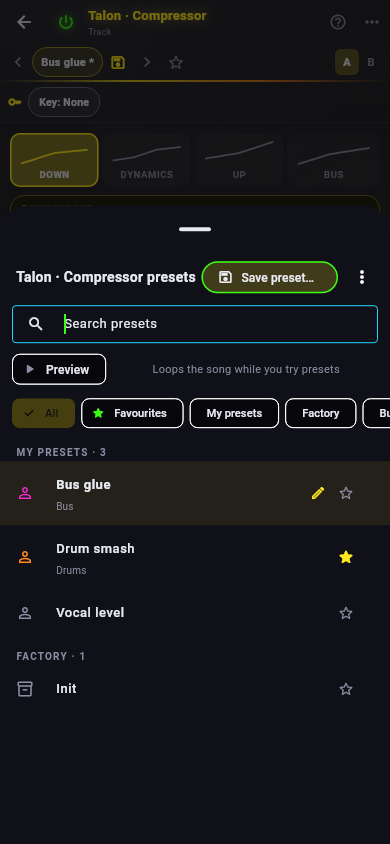 Talon · Compressor
Track
Bus glue *
A
B
Key: None
DOWN
DYNAMICS
UP
BUS
Talon · Compressor presets
Save preset...
Search presets
Preview
Loops the song while you try presets
All
Favourites
My presets
Factory
Bu
MY PRESETS · 3
Bus glue
Bus
Drum smash
Drums
Vocal level
FACTORY · 1
Init